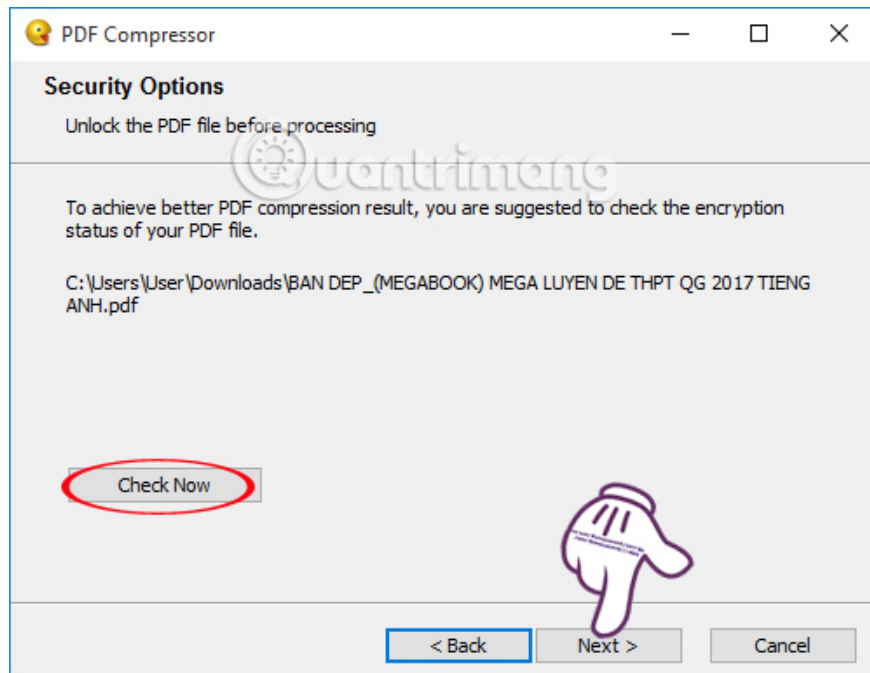 PDF Compressor
Security Options
Unlock the PDF file before processing
Quantrimang
To achieve better PDF compression result, you are suggested to check the encryption
status of your PDF file.
C:\Users\User\Downloads\BAN DEP_(MEGABOOK) MEGA LUYEN DE THPT QG 2017 TIENG
ANH.pdf
Check Now
< Back
Next >
Cancel